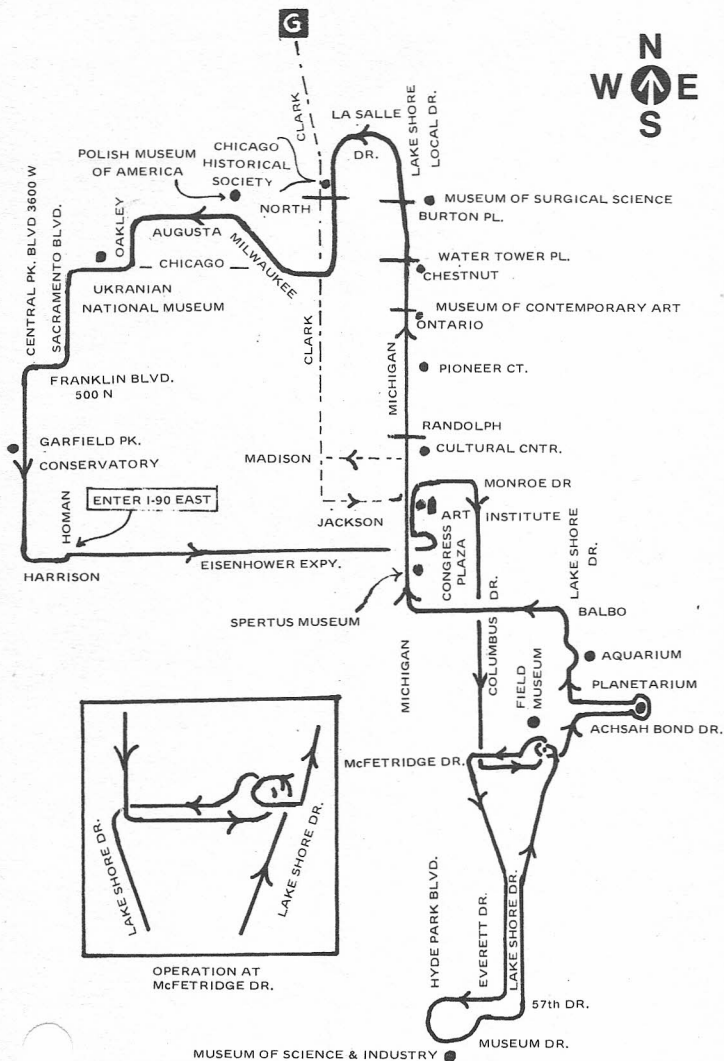 G
N
W E
S
CLARK
LA SALLE
DR.
LAKE SHORE
LOCAL DR.
CHICAGO
HISTORICAL
SOCIETY
POLISH MUSEUM
OF AMERICA
NORTH
MUSEUM OF SURGICAL SCIENCE
BURTON PL.
CENTRAL PK. BLVD 3600 W
SACRAMENTO BLVD.
OAKLEY
AUGUSTA
MILWAUKEE
CHICAGO
WATER TOWER PL.
CHESTNUT
UKRANIAN
NATIONAL MUSEUM
MUSEUM OF CONTEMPORARY ART
ONTARIO
CLARK
MICHIGAN
FRANKLIN BLVD.
500 N
PIONEER CT.
RANDOLPH
CULTURAL CNTR.
GARFIELD PK.
CONSERVATORY
MADISON
MONROE DR
HOMAN
ENTER I-90 EAST
JACKSON
ART
INSTITUTE
CONGRESS
PLAZA
LAKE SHORE
DR.
HARRISON
EISENHOWER EXPY.
SPERTUS MUSEUM
BALBO
COLUMBUS DR.
MICHIGAN
FIELD
MUSEUM
AQUARIUM
PLANETARIUM
ACHSAH BOND DR.
McFETRIDGE DR.
LAKE SHORE DR.
LAKE SHORE DR.
OPERATION AT
McFETRIDGE DR.
HYDE PARK BLVD.
EVERETT DR.
LAKE SHORE DR.
57th DR.
MUSEUM DR.
MUSEUM OF SCIENCE & INDUSTRY